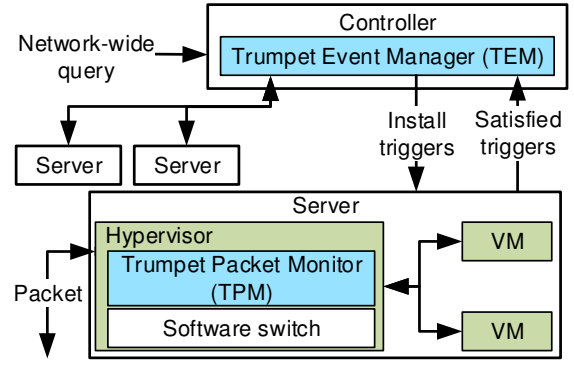 Controller
Network-wide
query
Trumpet Event Manager (TEM)
Install
triggers
Satisfied
triggers
Server
Server
Server
Hypervisor
Trumpet Packet Monitor
(TPM)
Software switch
VM
VM
Packet